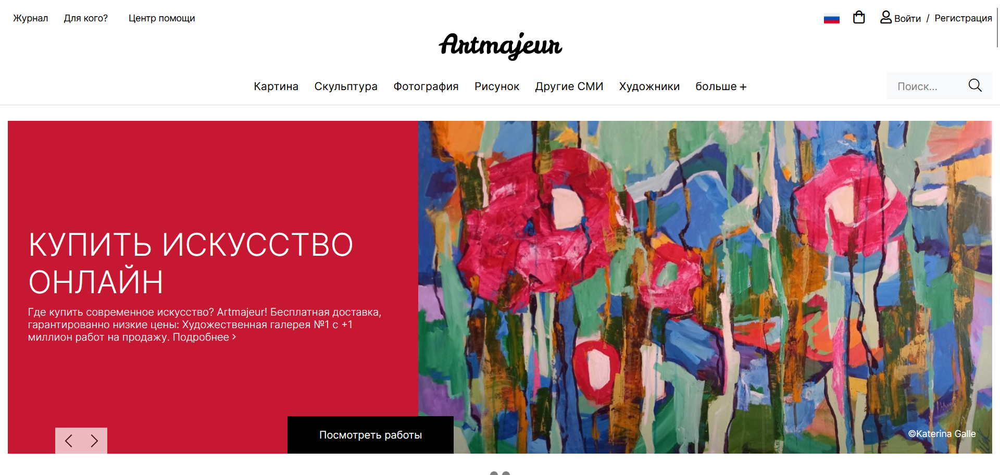 Журнал Для кого? Центр помощи
Войти / Регистрация
Artmajeur
Картина Скульптура Фотография Рисунок Другие СМИ Художники больше +
Поиск...
КУПИТЬ ИСКУССТВО
ОНЛАЙН
Где купить современное искусство? Artmajeur! Бесплатная доставка,
гарантированно низкие цены: Художественная галерея №1 с +1
миллион работ на продажу. Подробнее >
Посмотреть работы
©Katerina Galle